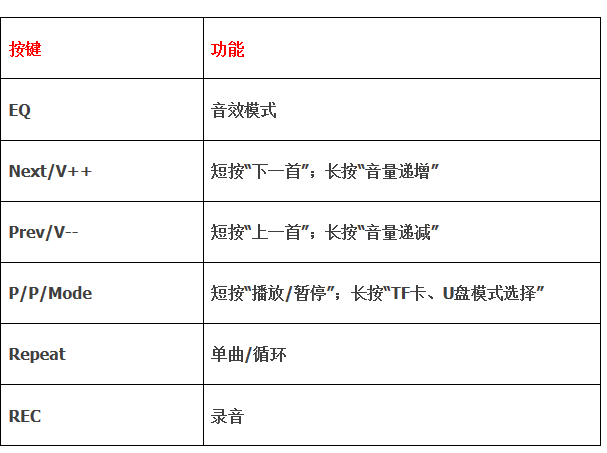 按键 功能
EQ 音效模式
Next/V++ 短按“下一首”；长按“音量递增”
Prev/V-- 短按“上一首”；长按“音量递减”
P/P/Mode 短按“播放/暂停”；长按“TF卡、U盘模式选择”
Repeat 单曲/循环
REC 录音